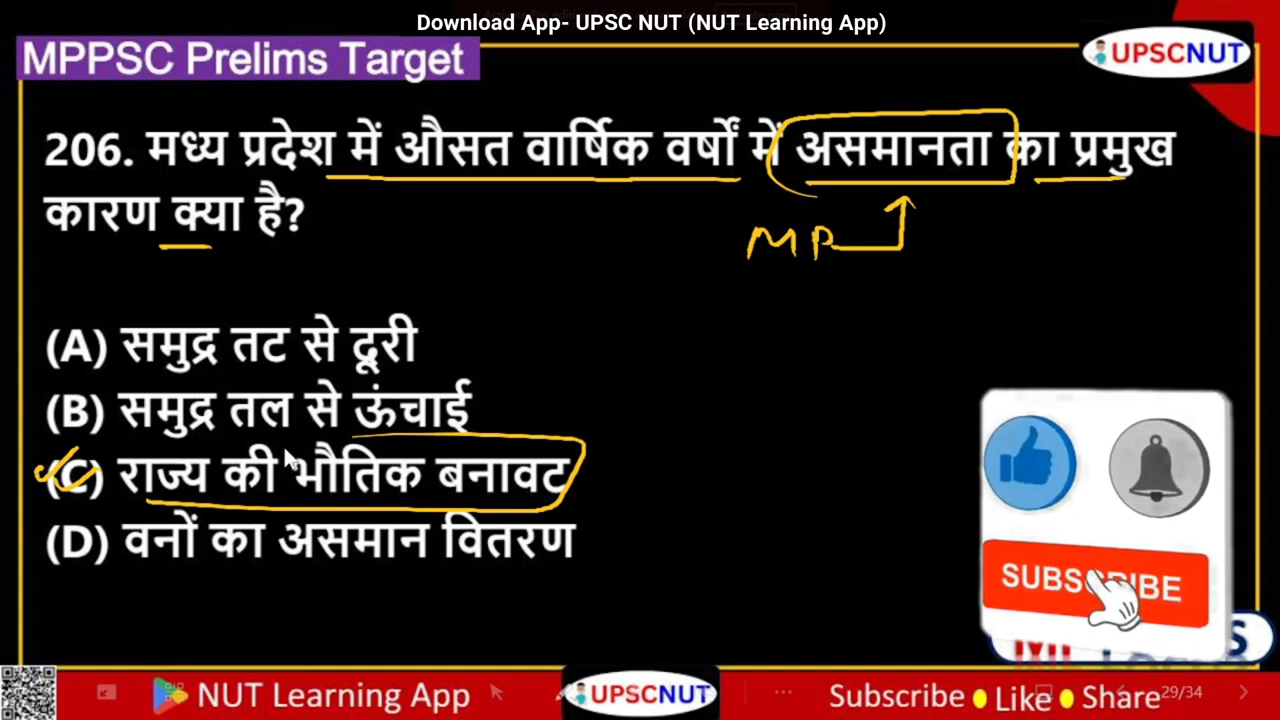 Download App- UPSC NUT (NUT Learning App)
MPPSC Prelims Target
UPSCNUT
206. मध्य प्रदेश में औसत वार्षिक वर्षों में असमानता का प्रमुख
कारण क्या है?
MP
(A) समुद्र तट से दूरी
(B) समुद्र तल से ऊंचाई
(C) राज्य की भौतिक बनावट
(D) वनों का असमान वितरण
SUBSCRIBE
NUT Learning App
UPSCNUT
Subscribe Like Share
29/34